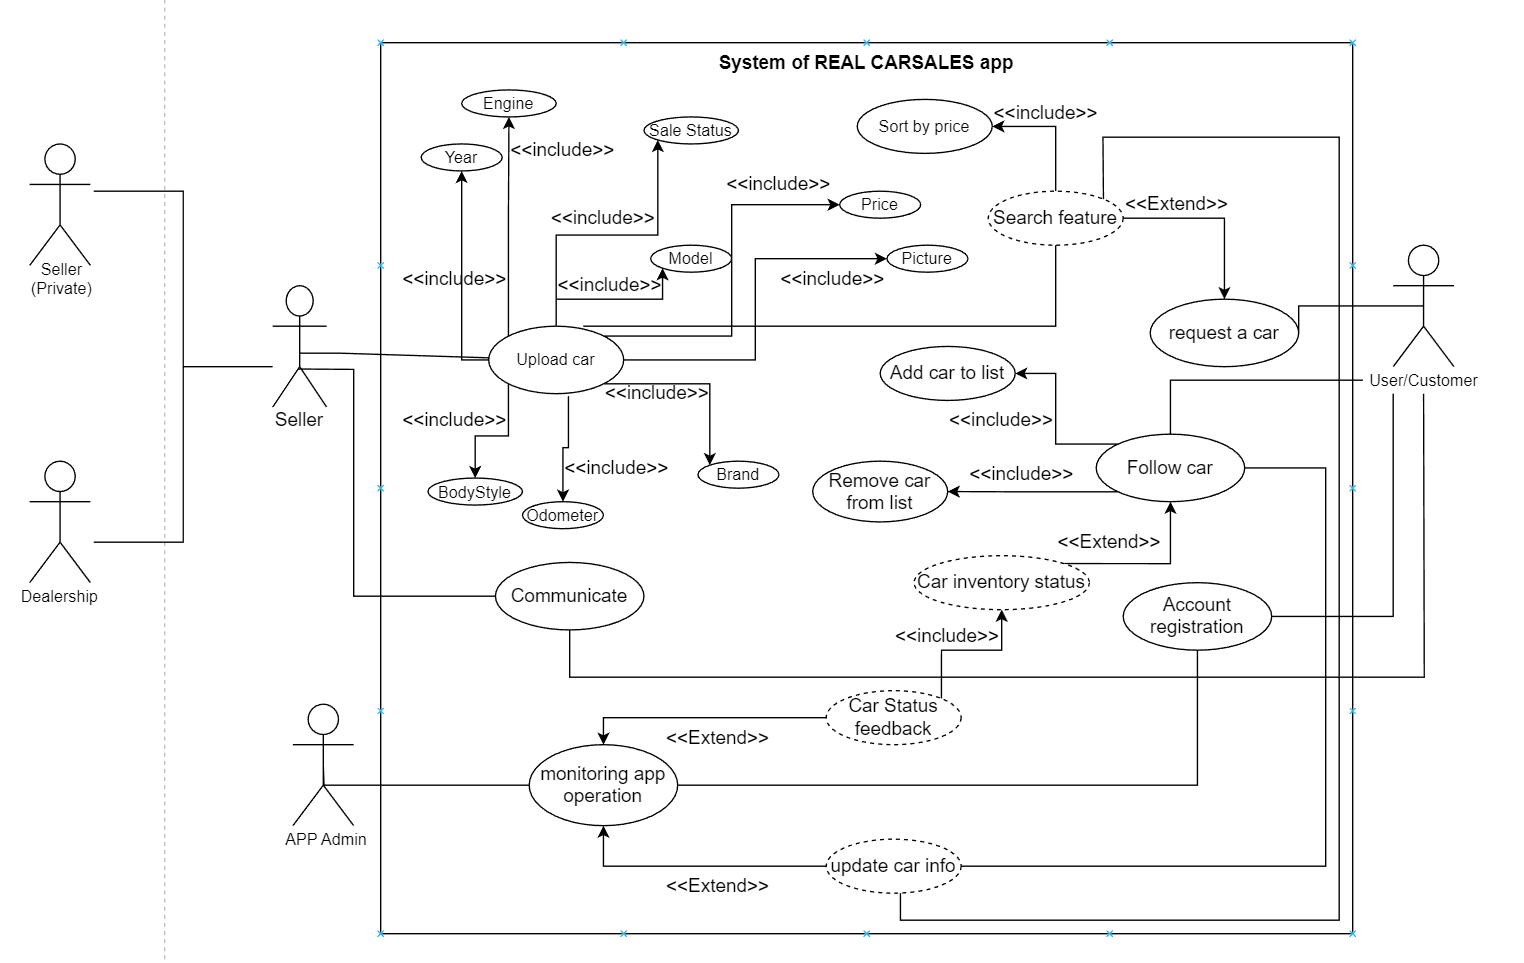 System of REAL CARSALES app
Engine
<<include>>
Sale Status
Sort by price
<<include>>
Year
<<include>>
Price
<<Extend>>
<<include>>
Search feature
Seller
(Private)
<<include>>
<<include>>
Model
<<include>>
Picture
request a car
Upload car
Add car to list
User/Customer
Seller
<<include>>
<<include>>
<<include>>
<<include>>
Brand
<<include>>
Follow car
BodyStyle
Odometer
Remove car
from list
<<Extend>>
Dealership
Communicate
Car inventory status
Account
registration
<<include>>
Car Status
feedback
<<Extend>>
monitoring app
operation
APP Admin
update car info
<<Extend>>